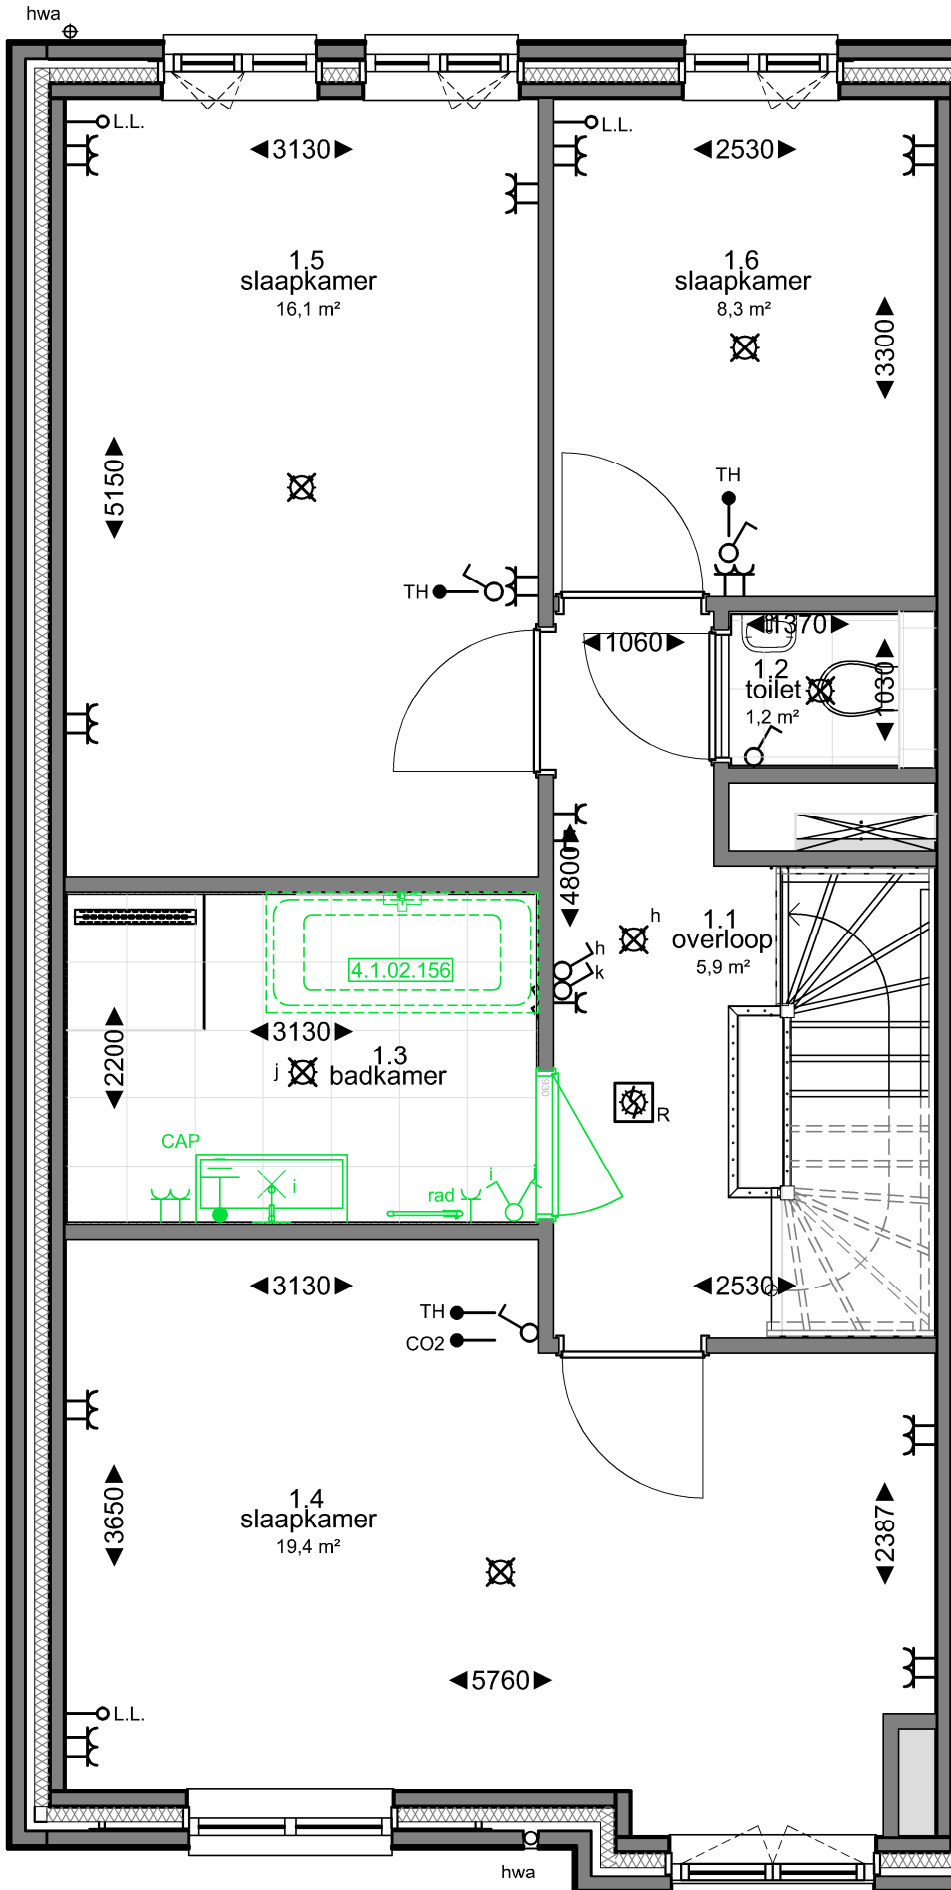 hwa
L.L.
3130
L.L.
2530
1.5
slaapkamer
16,1 m²
1.6
slaapkamer
8,3 m²
3300
5150
TH
TH
1370
1060
1.2
toilet
1,2 m²
1030
4800
h
1.1
overloop
5,9 m²
h
k
4.1.02.156
3130
2200
1.3
badkamer
j
930
R
CAP
i
rad
i
i
3130
2530
TH
CO2
1.4
slaapkamer
19,4 m²
3650
2387
5760
L.L.
hwa